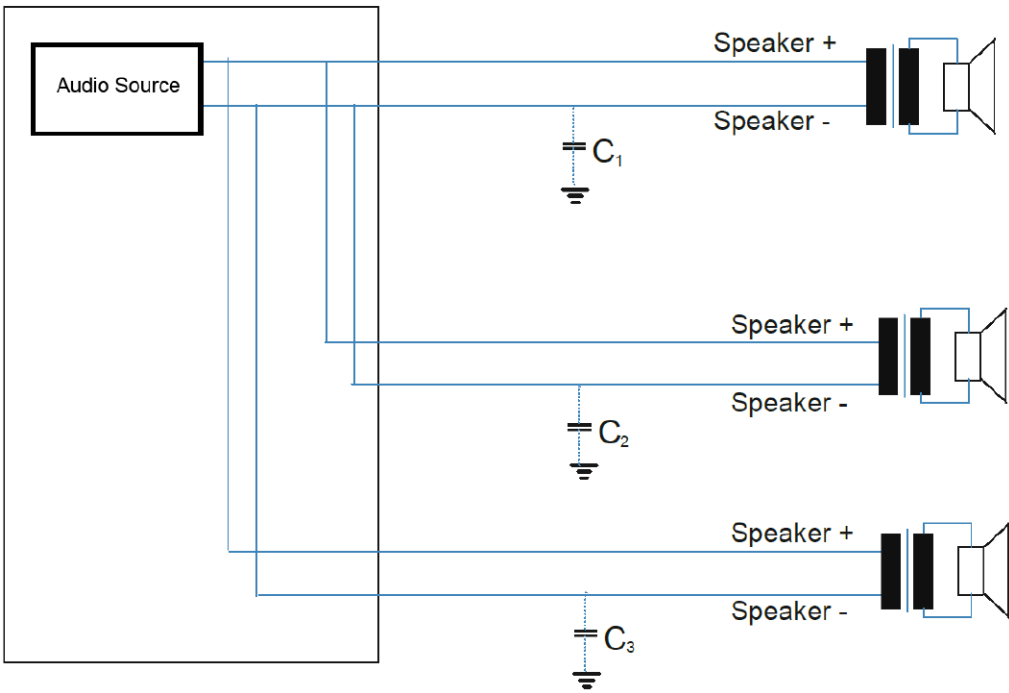 Speaker +
Audio Source
Speaker -
C₁
Speaker +
Speaker -
C₂
Speaker +
Speaker -
C₃